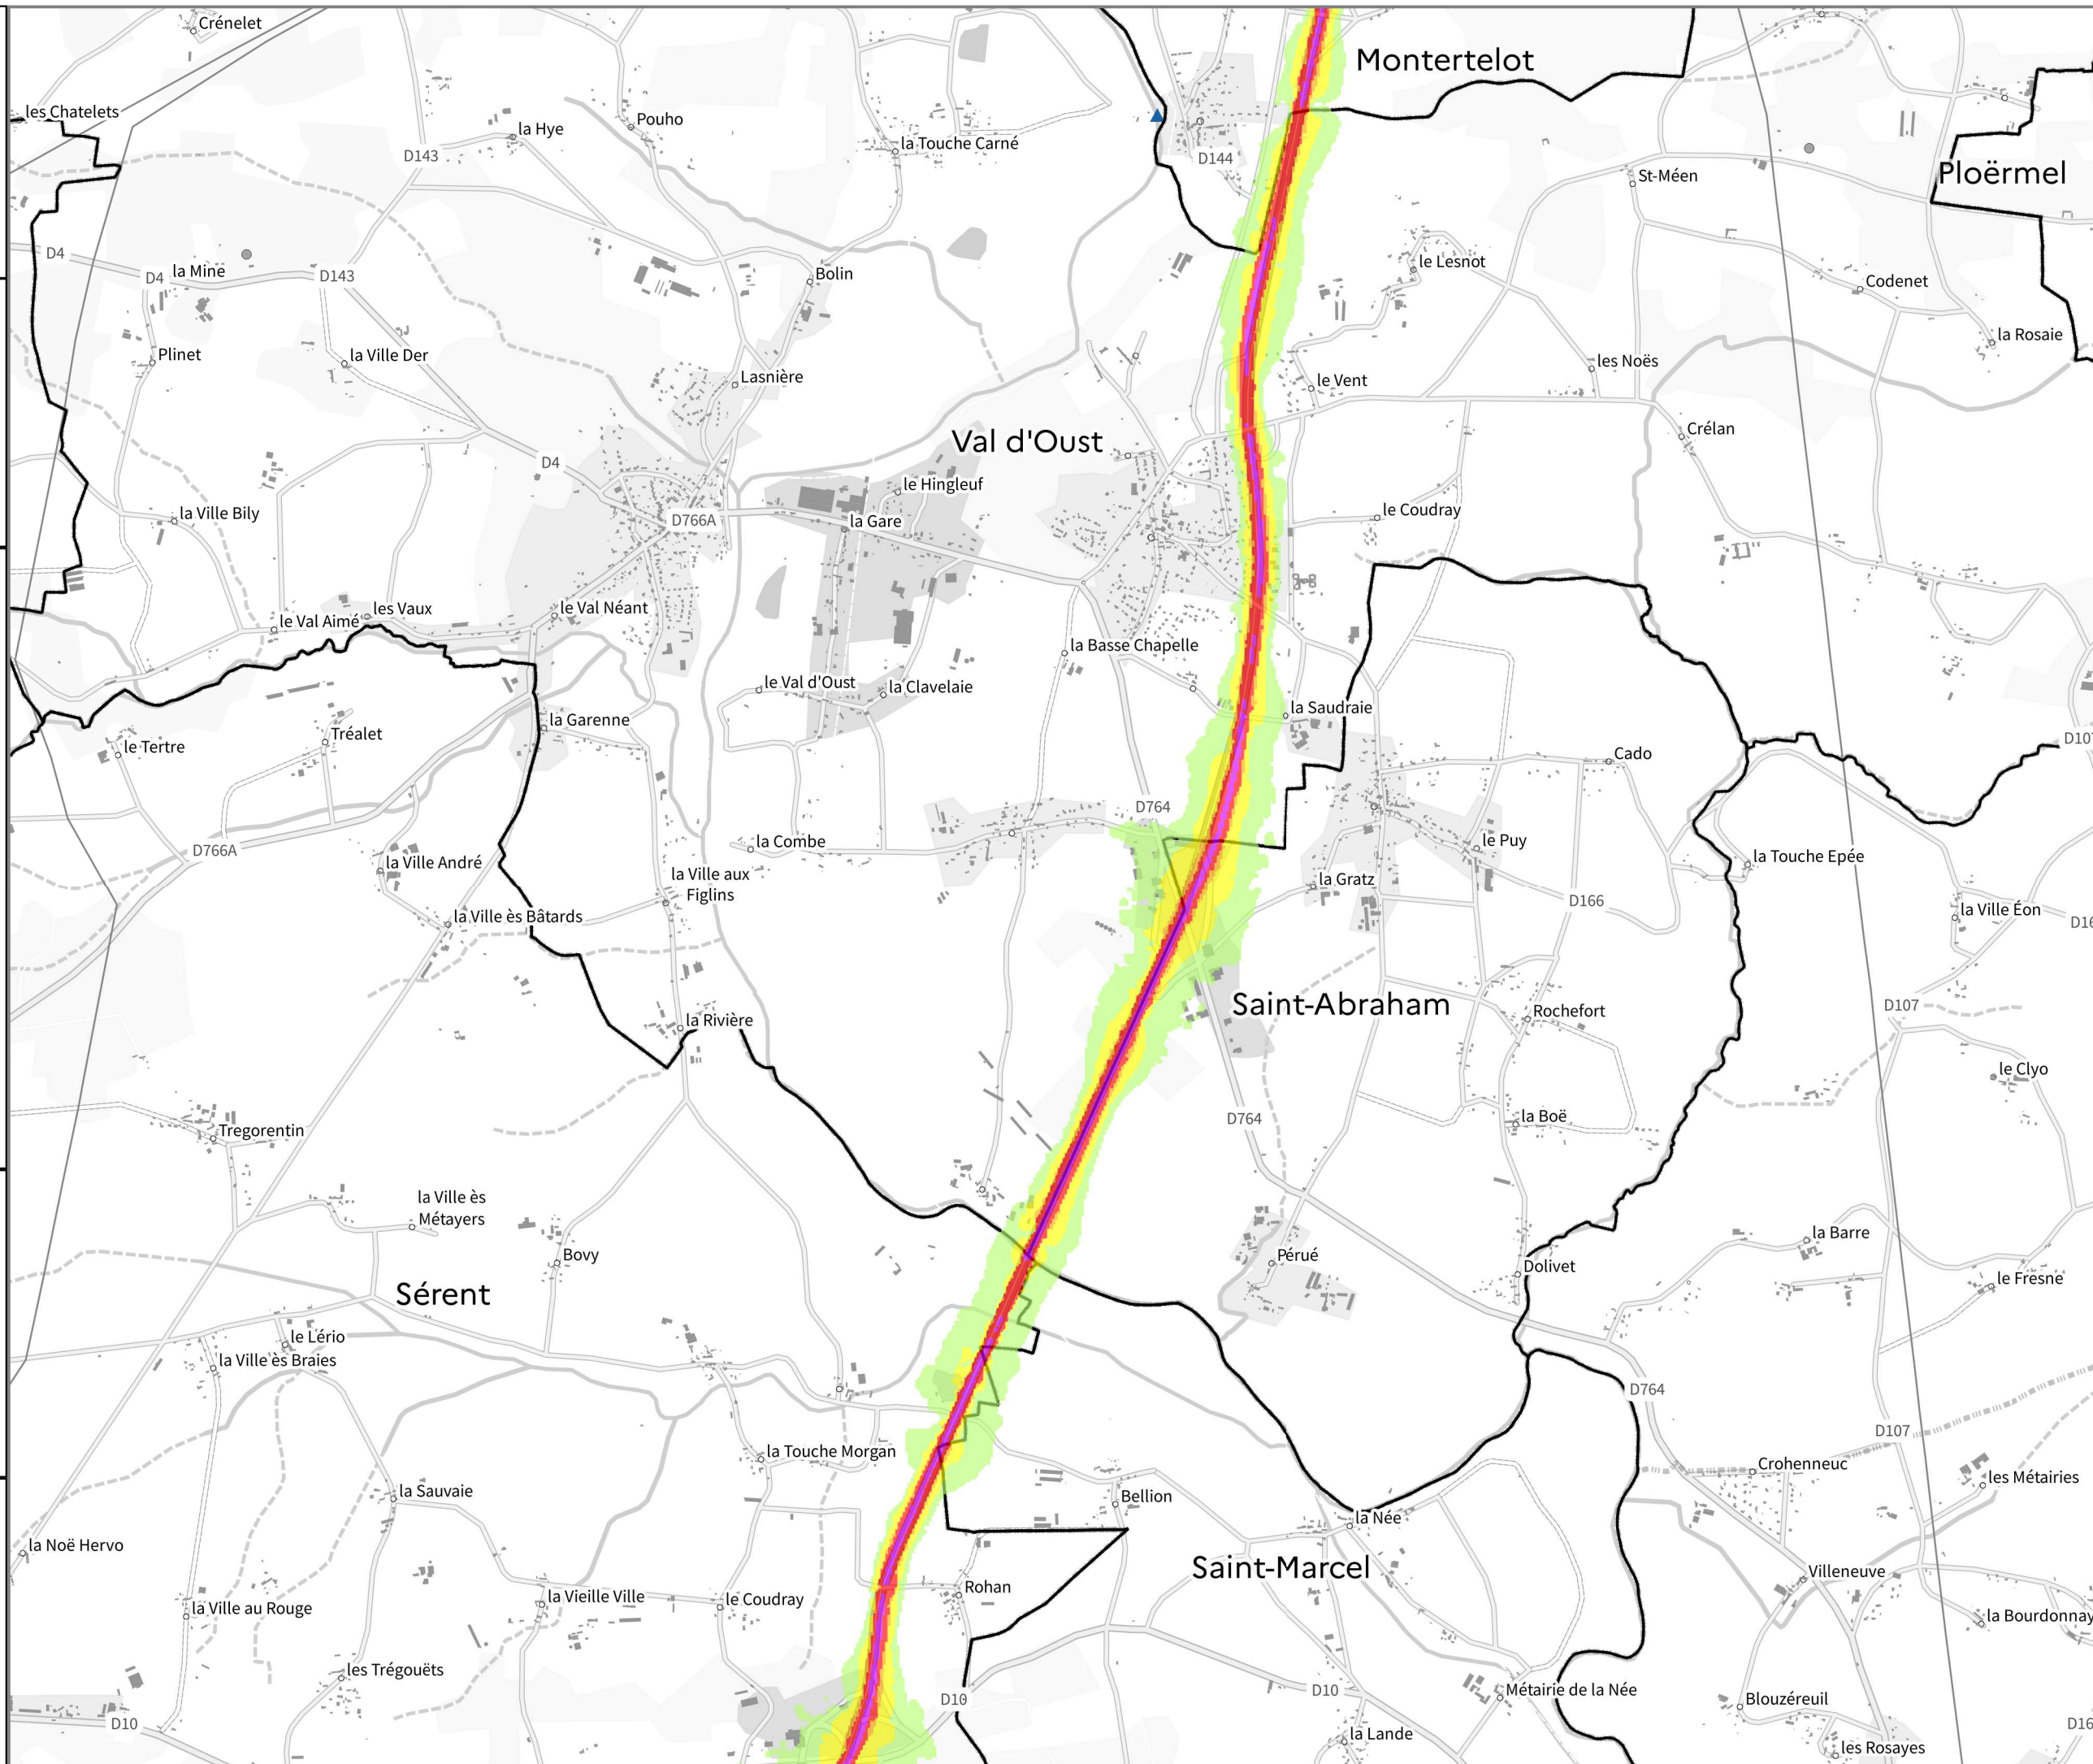 Crénelet
Montertelot
les Chatelets
la Hye
Pouho
la Touche Carné
D143
D144
St-Méen
Ploërmel
D4
D4
la Mine
D143
Bolin
le Lesnot
Codenet
Plinet
la Ville Der
Lasnière
le Vent
les Noës
la Rosaie
Val d'Oust
Crélan
D4
le Hingleuf
la Ville Bily
D766A
la Gare
le Coudray
les Vaux
le Val Néant
le Val Aimé
la Basse Chapelle
le Val d'Oust
la Clavelaie
la Saudraie
la Garenne
Tréalet
le Tertre
D107
Cado
D764
D766A
la Combe
le Puy
la Ville André
la Touche Epée
la Ville aux
Figlins
la Gratz
D166
la Ville ès Bâtards
la Ville Éon
D16
Saint-Abraham
Rochefort
D107
la Rivière
le Clyo
D764
la Boë
Tregorentin
la Ville ès
Métayers
la Barre
Bovy
Pérué
Dolivet
le Fresne
Sérent
le Lério
la Ville ès Braies
D764
D107
la Touche Morgan
Crohenneuc
les Métairies
la Sauvaie
Bellion
la Née
la Noë Hervo
Saint-Marcel
Villeneuve
la Ville au Rouge
la Vieille Ville
le Coudray
Rohan
la Bourdonnay
les Trégouëts
D10
D10
D10
Métairie de la Née
Blouzéreuil
D16
la Lande
les Rosayes